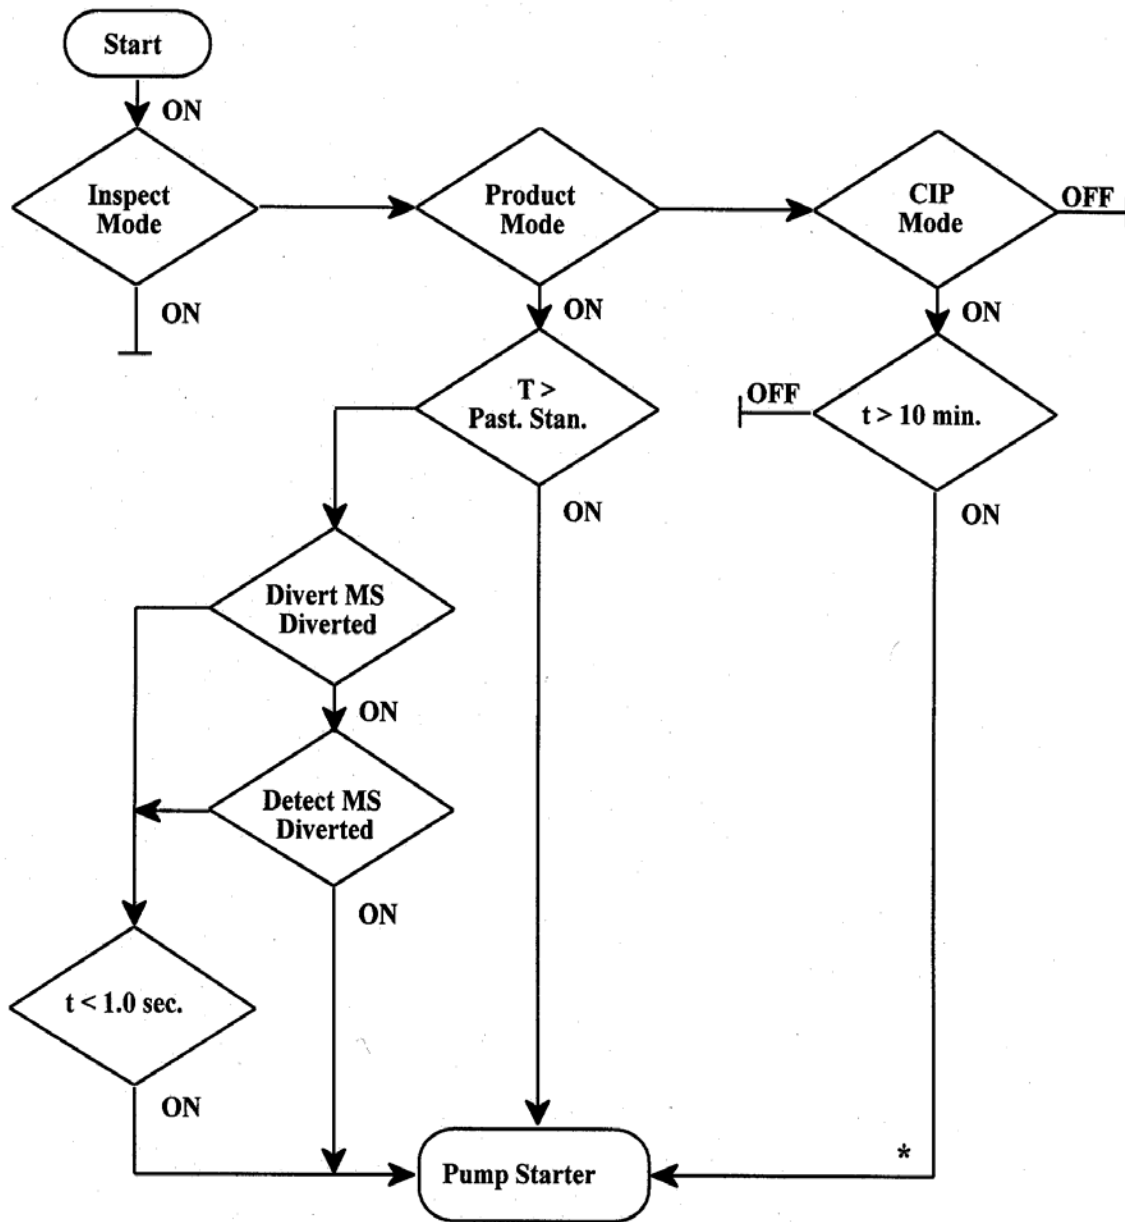 Start
ON
Inspect
Mode
ON
Product
Mode
ON
CIP
Mode
OFF
ON
T >
Past. Stan.
ON
OFF
t > 10 min.
ON
Divert MS
Diverted
ON
Detect MS
Diverted
ON
t < 1.0 sec.
ON
Pump Starter
*